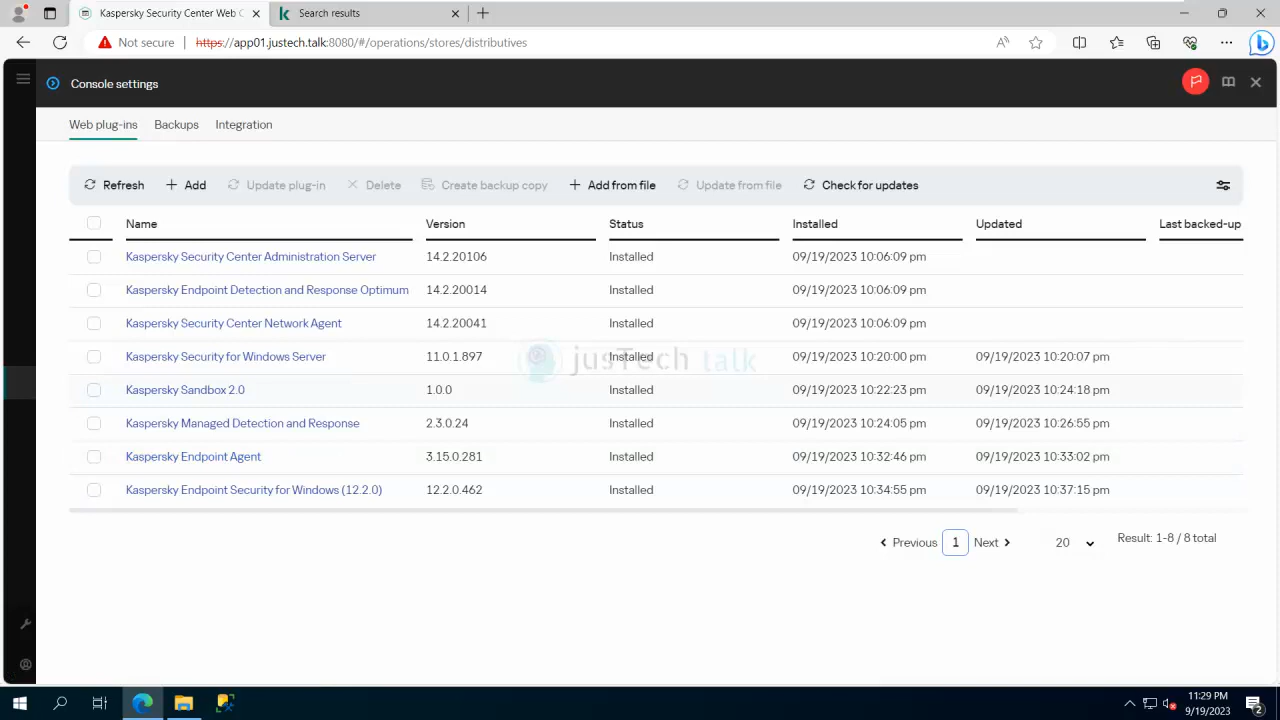 Kaspersky Security Center Web C
Search results
Not secure
https://app01.justech.talk:8080/#/operations/stores/distributives
Console settings
Web plug-ins Backups Integration
Refresh Add Update plug-in Delete Create backup copy Add from file Update from file Check for updates
Name Version Status Installed Updated Last backed-up
Kaspersky Security Center Administration Server 14.2.20106 Installed 09/19/2023 10:06:09 pm
Kaspersky Endpoint Detection and Response Optimum 14.2.20014 Installed 09/19/2023 10:06:09 pm
Kaspersky Security Center Network Agent 14.2.20041 Installed 09/19/2023 10:06:09 pm
Kaspersky Security for Windows Server 11.0.1.897 Installed 09/19/2023 10:20:00 pm 09/19/2023 10:20:07 pm
jusTech talk
Kaspersky Sandbox 2.0 1.0.0 Installed 09/19/2023 10:22:23 pm 09/19/2023 10:24:18 pm
Kaspersky Managed Detection and Response 2.3.0.24 Installed 09/19/2023 10:24:05 pm 09/19/2023 10:26:55 pm
Kaspersky Endpoint Agent 3.15.0.281 Installed 09/19/2023 10:32:46 pm 09/19/2023 10:33:02 pm
Kaspersky Endpoint Security for Windows (12.2.0) 12.2.0.462 Installed 09/19/2023 10:34:55 pm 09/19/2023 10:37:15 pm
Previous 1 Next 20 Result: 1-8 / 8 total
11:29 PM
9/19/2023
2